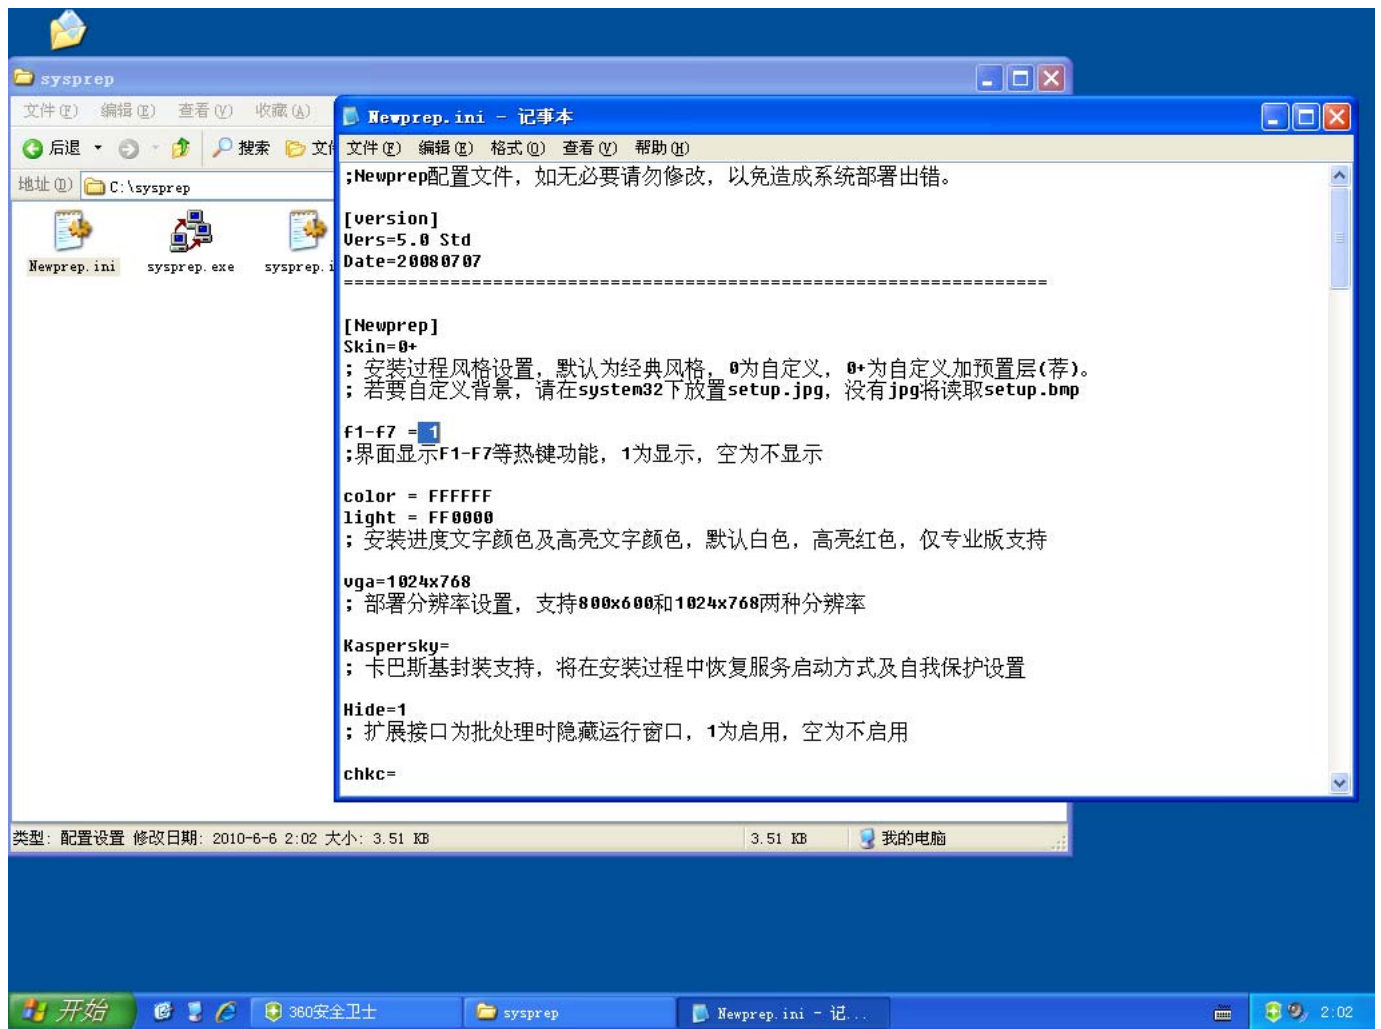 sysprep
文件(F) 编辑(E) 查看(V) 收藏(A)
后退 搜索
地址(D) C:\sysprep
Newprep.ini sysprep.exe
Newprep.ini - 记事本
文件(F) 编辑(E) 格式(O) 查看(V) 帮助(H)
;Newprep配置文件，如无必要请勿修改，以免造成系统部署出错。
[version]
Vers=5.0 Std
Date=20080707
==================================================================
[Newprep]
Skin=0+
; 安装过程风格设置，默认为经典风格，0为自定义，0+为自定义加预置层(荐)。
; 若要自定义背景，请在system32下放置setup.jpg，没有jpg将读取setup.bmp
f1-f7 = 1
;界面显示F1-F7等热键功能，1为显示，空为不显示
color = FFFFFF
light = FF0000
; 安装进度文字颜色及高亮文字颜色，默认白色，高亮红色，仅专业版支持
vga=1024x768
; 部署分辨率设置，支持800x600和1024x768两种分辨率
Kaspersky=
; 卡巴斯基封装支持，将在安装过程中恢复服务启动方式及自我保护设置
Hide=1
; 扩展接口为批处理时隐藏运行窗口，1为启用，空为不启用
chkc=
类型: 配置设置 修改日期: 2010-6-6 2:02 大小: 3.51 KB 3.51 KB 我的电脑
开始 360安全卫士 sysprep Newprep.ini - 记... 2:02